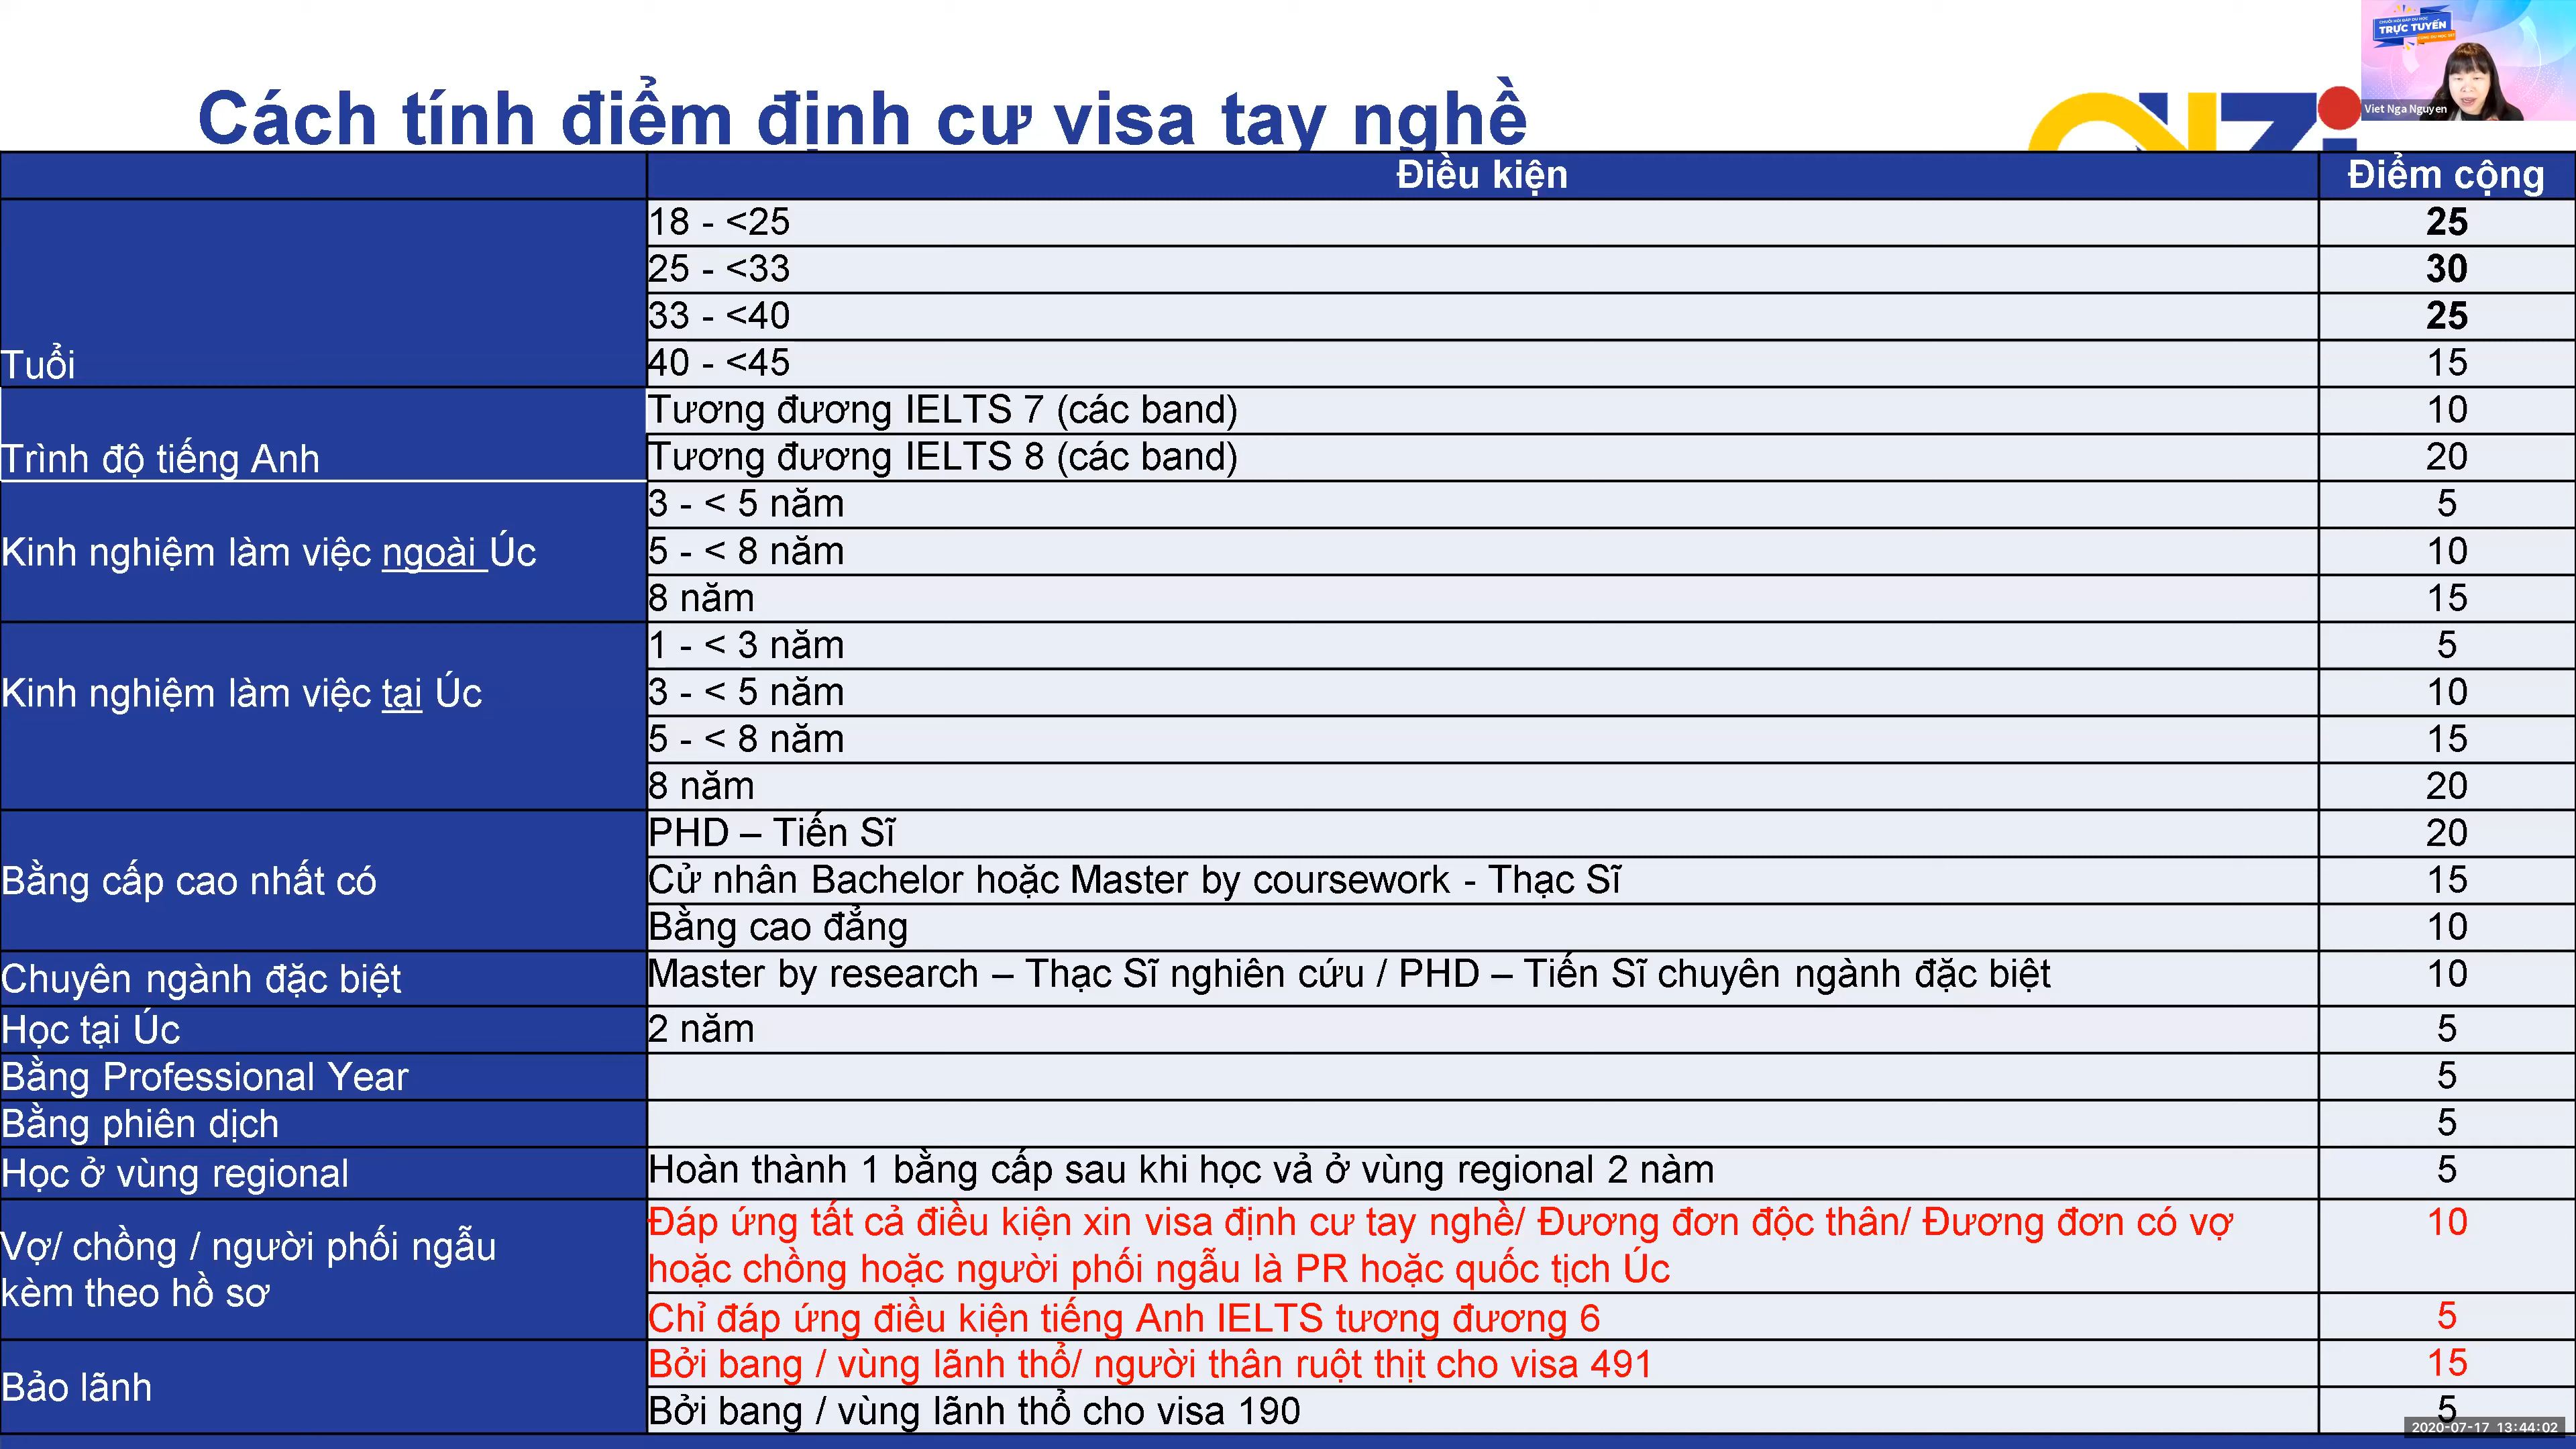 CHUỖI HỎI ĐÁP DU HỌC
TRỰC TUYẾN
Viet Nga Nguyen
Cách tính điểm định cư visa tay nghề
Điều kiện Điểm cộng
Tuổi
18 - <25 25
25 - <33 30
33 - <40 25
40 - <45 15
Trình độ tiếng Anh
Tương đương IELTS 7 (các band) 10
Tương đương IELTS 8 (các band) 20
Kinh nghiệm làm việc ngoài Úc
3 - < 5 năm 5
5 - < 8 năm 10
8 năm 15
Kinh nghiệm làm việc tại Úc
1 - < 3 năm 5
3 - < 5 năm 10
5 - < 8 năm 15
8 năm 20
Bằng cấp cao nhất có
PHD – Tiến Sĩ 20
Cử nhân Bachelor hoặc Master by coursework - Thạc Sĩ 15
Bằng cao đẳng 10
Chuyên ngành đặc biệt Master by research – Thạc Sĩ nghiên cứu / PHD – Tiến Sĩ chuyên ngành đặc biệt 10
Học tại Úc 2 năm 5
Bằng Professional Year 5
Bằng phiên dịch 5
Học ở vùng regional Hoàn thành 1 bằng cấp sau khi học vả ở vùng regional 2 nàm 5
Vợ/ chồng / người phối ngẫu
kèm theo hồ sơ
Đáp ứng tất cả điều kiện xin visa định cư tay nghề/ Đương đơn độc thân/ Đương đơn có vợ 10
hoặc chồng hoặc người phối ngẫu là PR hoặc quốc tịch Úc
Chỉ đáp ứng điều kiện tiếng Anh IELTS tương đương 6 5
Bảo lãnh
Bởi bang / vùng lãnh thổ/ người thân ruột thịt cho visa 491 15
Bởi bang / vùng lãnh thổ cho visa 190 5
2020-07-17 13:44:02